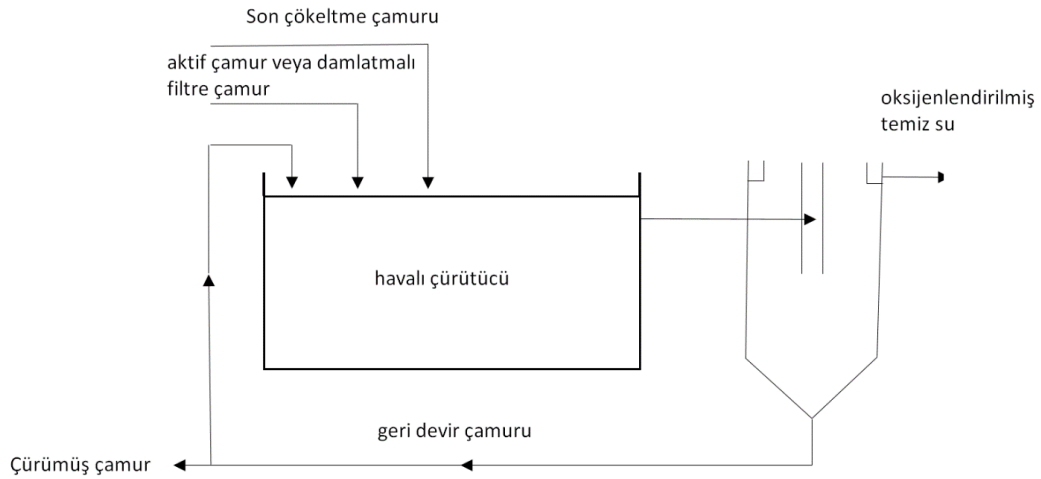 Son çökeltme çamuru
aktif çamur veya damlatmalı
filtre çamur
oksijenlendirilmiş
temiz su
havalı çürütücü
geri devir çamuru
Çürümüş çamur